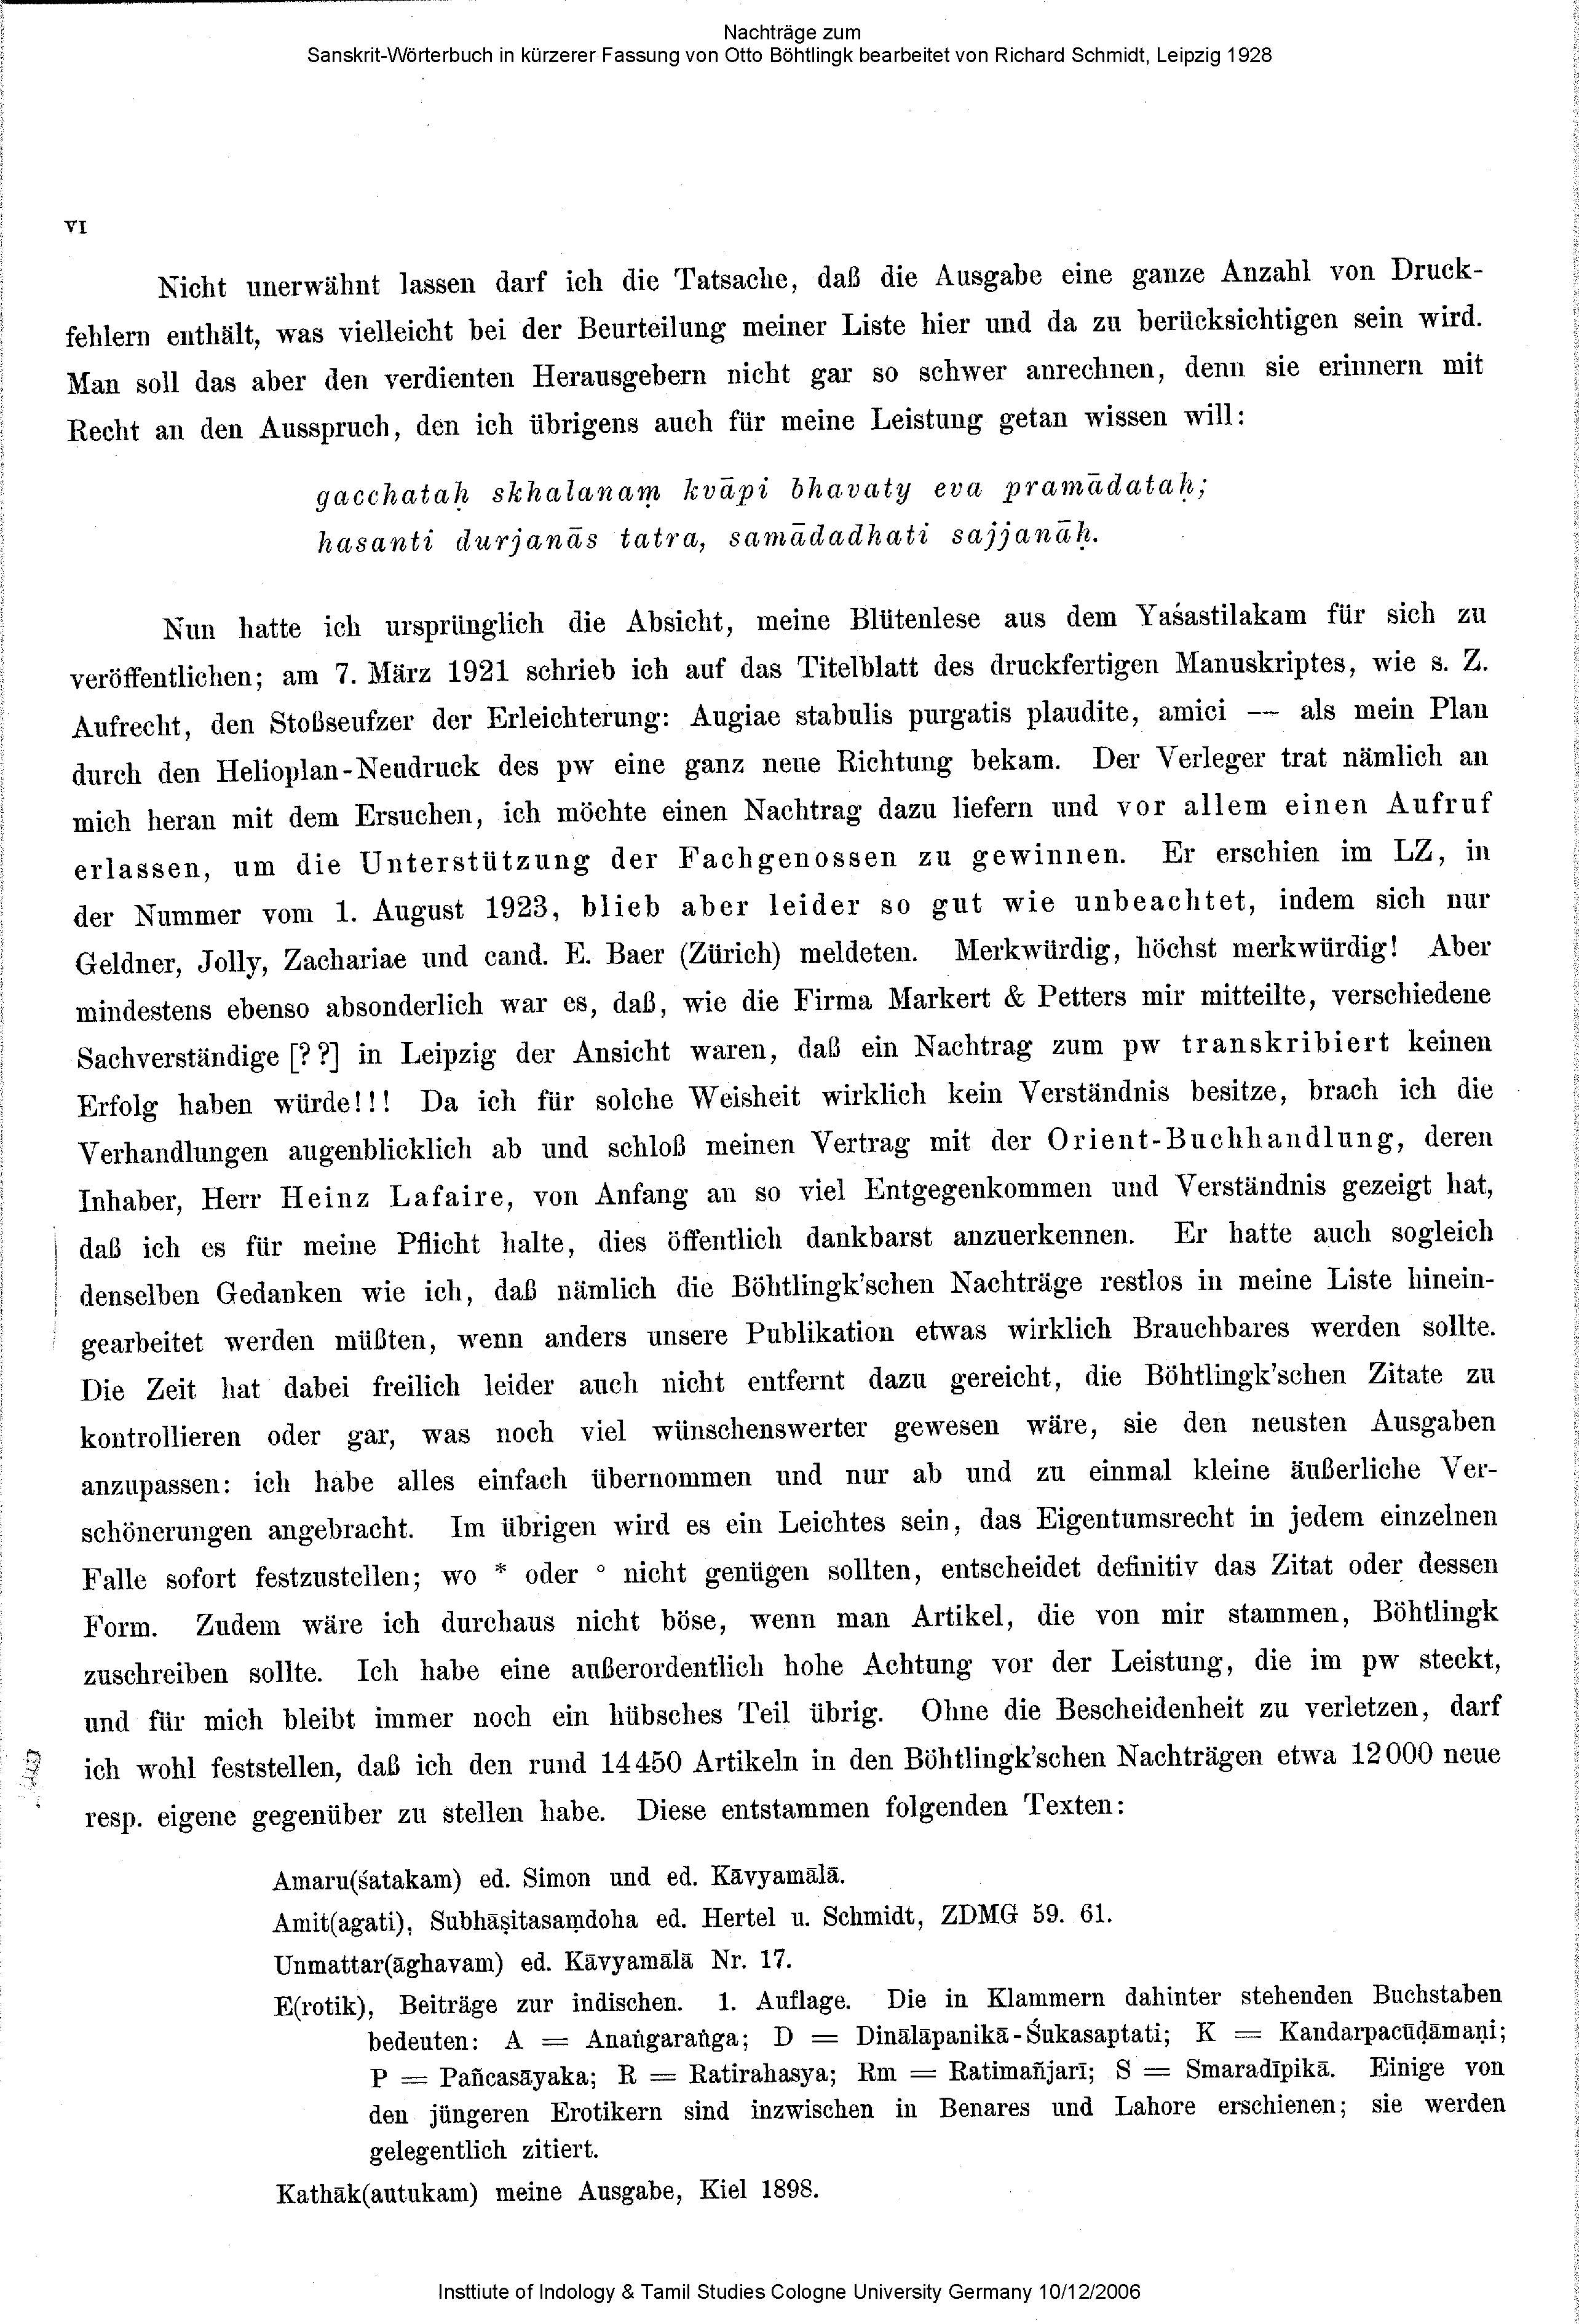 Nachträge zum
Sanskrit-Wörterbuch in kürzerer Fassung von Otto Böhtlingk bearbeitet von Richard Schmidt, Leipzig 1928
VI
Nicht unerwähnt lassen darf ich die Tatsache, daß die Ausgabe eine ganze Anzahl von Druck-
fehlern enthält, was vielleicht bei der Beurteilung meiner Liste hier und da zu berücksichtigen sein wird.
Man soll das aber den verdienten Herausgebern nicht gar so schwer anrechnen, denn sie erinnern mit
Recht an den Ausspruch, den ich übrigens auch für meine Leistung getan wissen will:
gacchataḥ skhalanaṃ kvāpi bhavaty eva pramādataḥ;
hasanti durjanās tatra, samādadhati sajjanāḥ.
Nun hatte ich ursprünglich die Absicht, meine Blütenlese aus dem Yaśastilakam für sich zu
veröffentlichen; am 7. März 1921 schrieb ich auf das Titelblatt des druckfertigen Manuskriptes, wie s. Z.
Aufrecht, den Stoßseufzer der Erleichterung: Augiae stabulis purgatis plaudite, amici — als mein Plan
durch den Helioplan-Neudruck des pw eine ganz neue Richtung bekam. Der Verleger trat nämlich an
mich heran mit dem Ersuchen, ich möchte einen Nachtrag dazu liefern und vor allem einen Aufruf
erlassen, um die Unterstützung der Fachgenossen zu gewinnen. Er erschien im LZ, in
der Nummer vom 1. August 1923, blieb aber leider so gut wie unbeachtet, indem sich nur
Geldner, Jolly, Zachariae und cand. E. Baer (Zürich) meldeten. Merkwürdig, höchst merkwürdig! Aber
mindestens ebenso absonderlich war es, daß, wie die Firma Markert & Petters mir mitteilte, verschiedene
Sachverständige [? ?] in Leipzig der Ansicht waren, daß ein Nachtrag zum pw transkribiert keinen
Erfolg haben würde!!! Da ich für solche Weisheit wirklich kein Verständnis besitze, brach ich die
Verhandlungen augenblicklich ab und schloß meinen Vertrag mit der Orient-Buchhandlung, deren
Inhaber, Herr Heinz Lafaire, von Anfang an so viel Entgegenkommen und Verständnis gezeigt hat,
daß ich es für meine Pflicht halte, dies öffentlich dankbarst anzuerkennen. Er hatte auch sogleich
denselben Gedanken wie ich, daß nämlich die Böhtlingk'schen Nachträge restlos in meine Liste hinein-
gearbeitet werden müßten, wenn anders unsere Publikation etwas wirklich Brauchbares werden sollte.
Die Zeit hat dabei freilich leider auch nicht entfernt dazu gereicht, die Böhtlingk'schen Zitate zu
kontrollieren oder gar, was noch viel wünschenswerter gewesen wäre, sie den neusten Ausgaben
anzupassen: ich habe alles einfach übernommen und nur ab und zu einmal kleine äußerliche Ver-
schönerungen angebracht. Im übrigen wird es ein Leichtes sein, das Eigentumsrecht in jedem einzelnen
Falle sofort festzustellen; wo * oder ° nicht genügen sollten, entscheidet definitiv das Zitat oder dessen
Form. Zudem wäre ich durchaus nicht böse, wenn man Artikel, die von mir stammen, Böhtlingk
zuschreiben sollte. Ich habe eine außerordentlich hohe Achtung vor der Leistung, die im pw steckt,
und für mich bleibt immer noch ein hübsches Teil übrig. Ohne die Bescheidenheit zu verletzen, darf
ich wohl feststellen, daß ich den rund 14450 Artikeln in den Böhtlingk'schen Nachträgen etwa 12000 neue
resp. eigene gegenüber zu stellen habe. Diese entstammen folgenden Texten:
Amaru(śatakam) ed. Simon und ed. Kāvyamālā.
Amit(agati), Subhāṣitasaṃdoha ed. Hertel u. Schmidt, ZDMG 59. 61.
Unmattar(āghavam) ed. Kāvyamālā Nr. 17.
E(rotik), Beiträge zur indischen. 1. Auflage. Die in Klammern dahinter stehenden Buchstaben
bedeuten: A = Anaṅgaraṅga; D = Dinālāpanikā-Śukasaptati; K = Kandarpacūḍāmaṇi;
P = Pañcasāyaka; R = Ratirahasya; Rm = Ratimañjarī; S = Smaradīpikā. Einige von
den jüngeren Erotikern sind inzwischen in Benares und Lahore erschienen; sie werden
gelegentlich zitiert.
Kathāk(autukam) meine Ausgabe, Kiel 1898.
Insttiute of Indology & Tamil Studies Cologne University Germany 10/12/2006